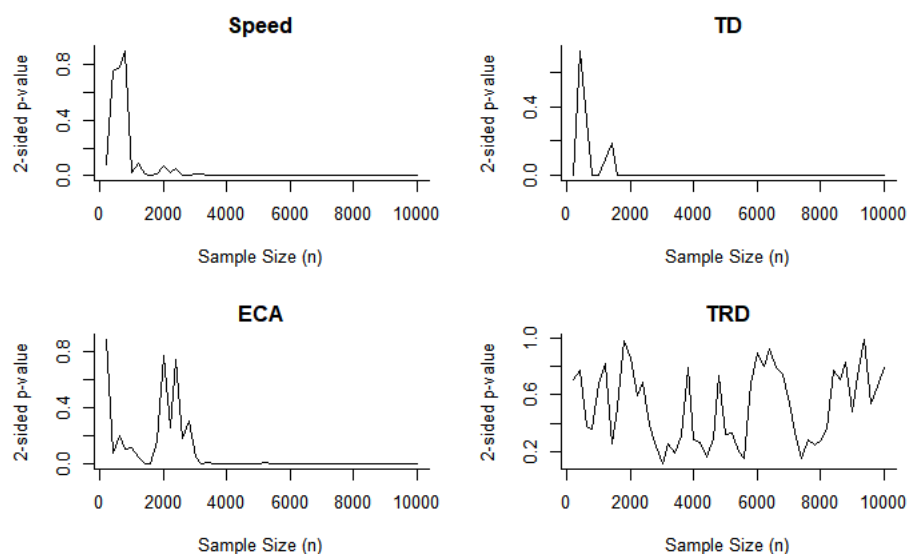 Speed
2-sided p-value
0.0 0.4 0.8
0 2000 4000 6000 8000 10000
Sample Size (n)
TD
2-sided p-value
0.0 0.4
0 2000 4000 6000 8000 10000
Sample Size (n)
ECA
2-sided p-value
0.0 0.4 0.8
0 2000 4000 6000 8000 10000
Sample Size (n)
TRD
2-sided p-value
0.2 0.6 1.0
0 2000 4000 6000 8000 10000
Sample Size (n)